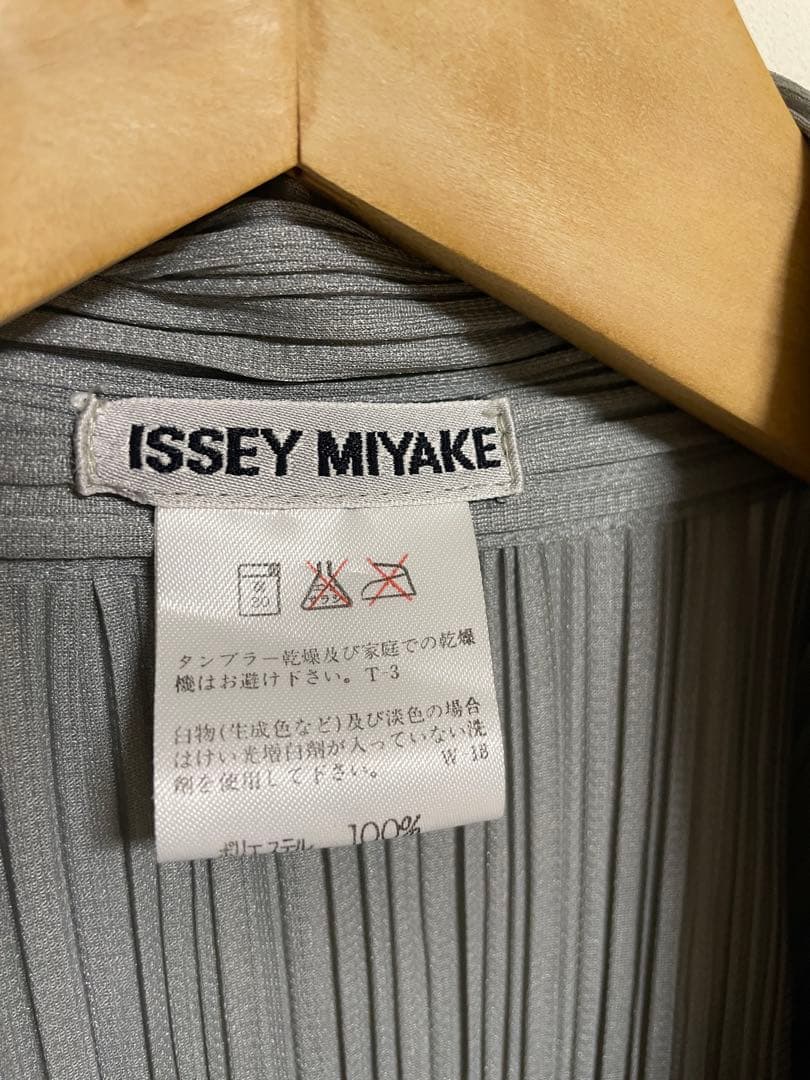 ISSEY MIYAKE
30
タンブラー乾燥及び家庭での乾燥
機はお避け下さい。T-3
白物(生成色など)及び淡色の場合
はけい光増白剤が入っていない洗
剤を使用して下さい。 W-18
ポリエステル 100%